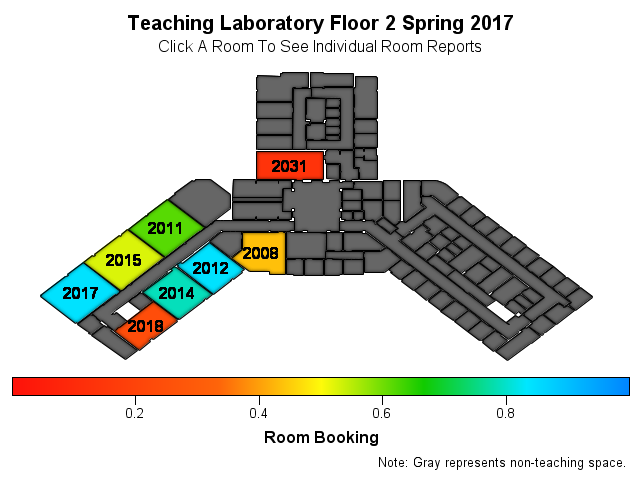 Teaching Laboratory Floor 2 Spring 2017
Click A Room To See Individual Room Reports
2031
2011
2015
2008
2012
2017
2014
2018
0.2 0.4 0.6 0.8
Room Booking
Note: Gray represents non-teaching space.